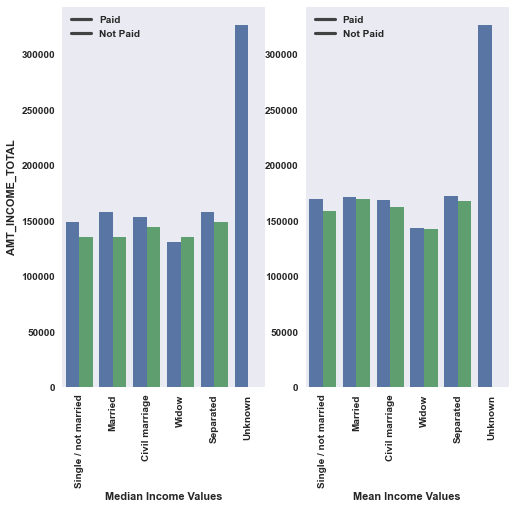 Paid
Not Paid
AMT_INCOME_TOTAL
300000
250000
200000
150000
100000
50000
0
Single / not married
Married
Civil marriage
Widow
Separated
Unknown
Median Income Values
Paid
Not Paid
300000
250000
200000
150000
100000
50000
0
Single / not married
Married
Civil marriage
Widow
Separated
Unknown
Mean Income Values